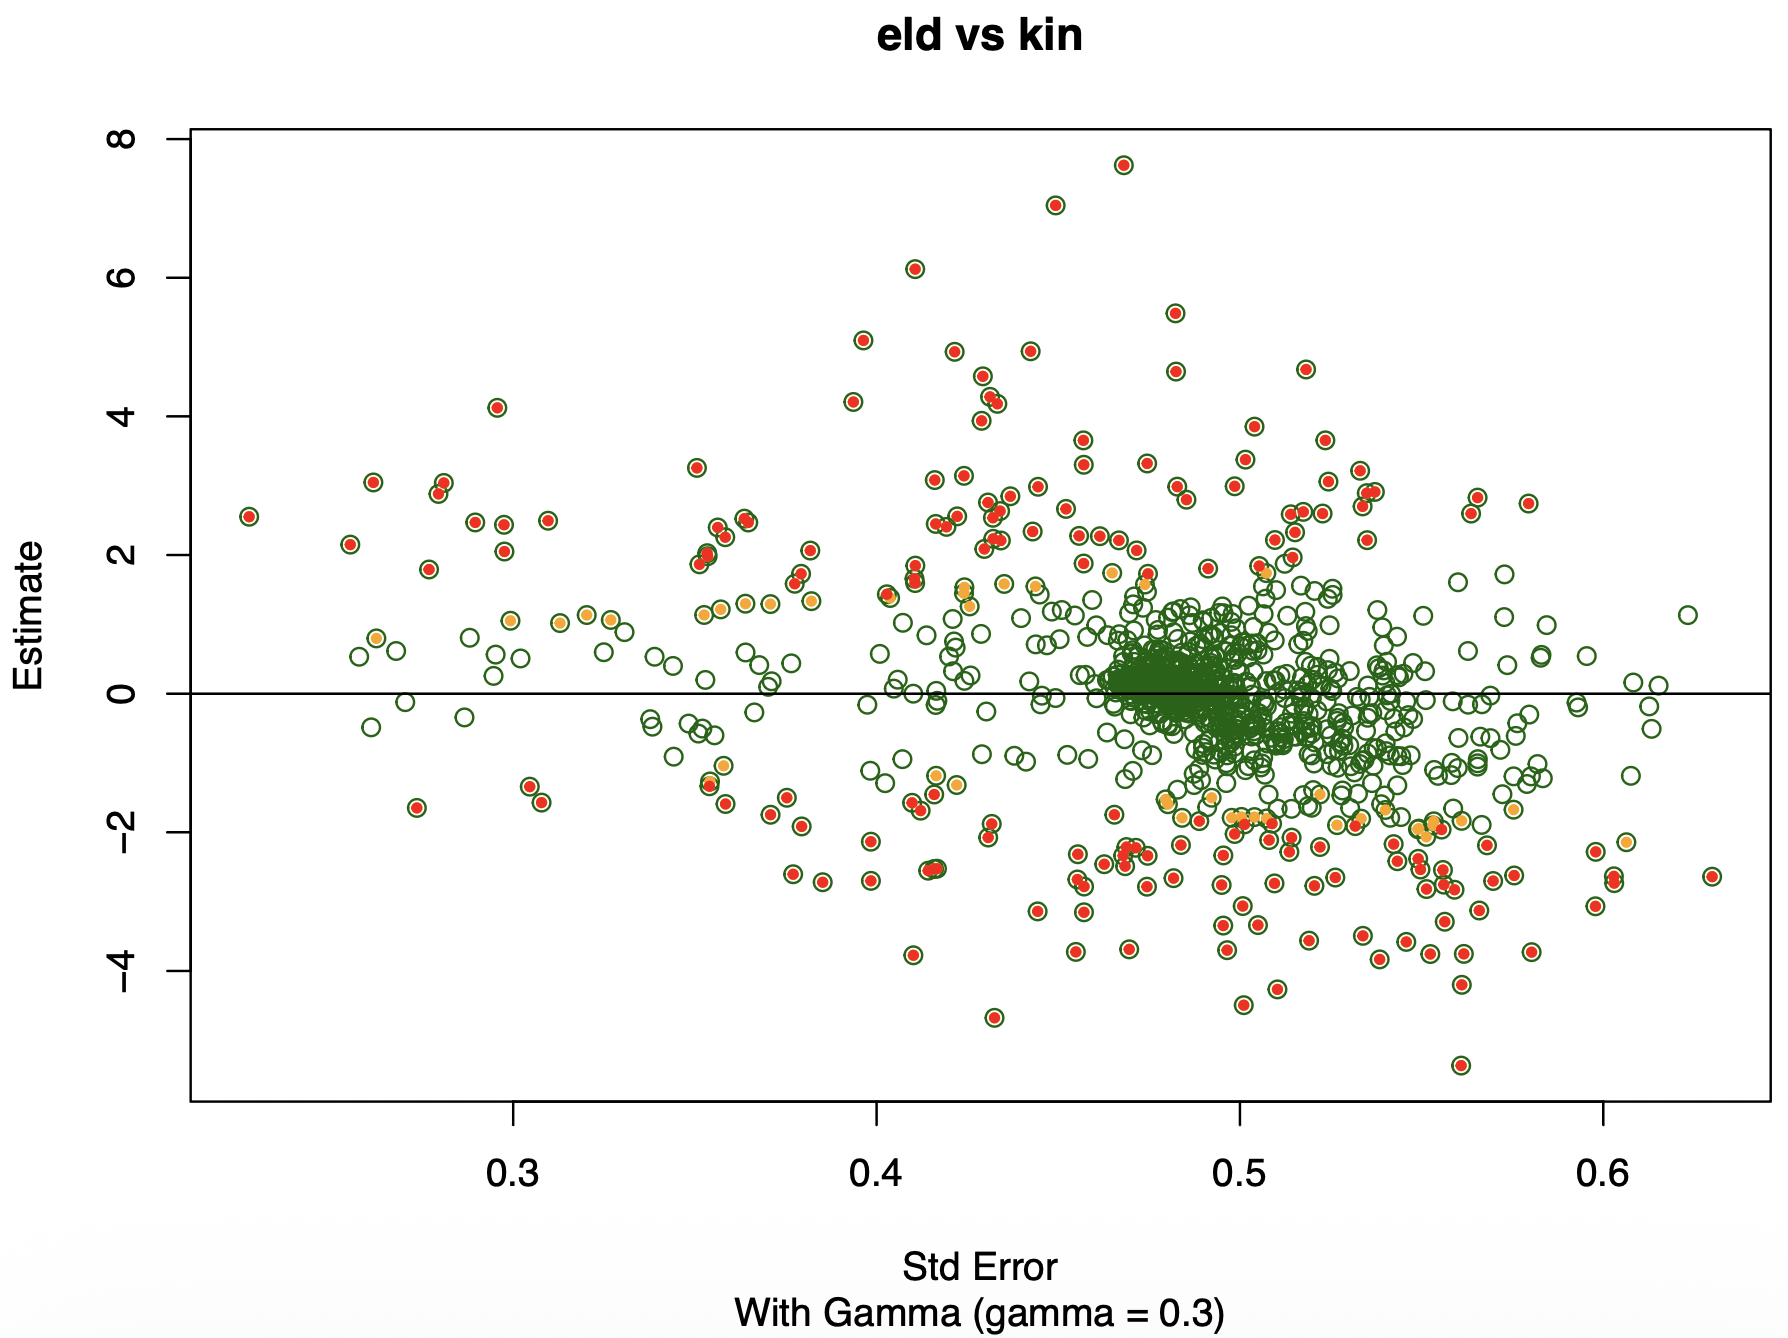 eld vs kin
8
6
4
2
0
−2
−4
Estimate
0.3 0.4 0.5 0.6
Std Error
With Gamma (gamma = 0.3)